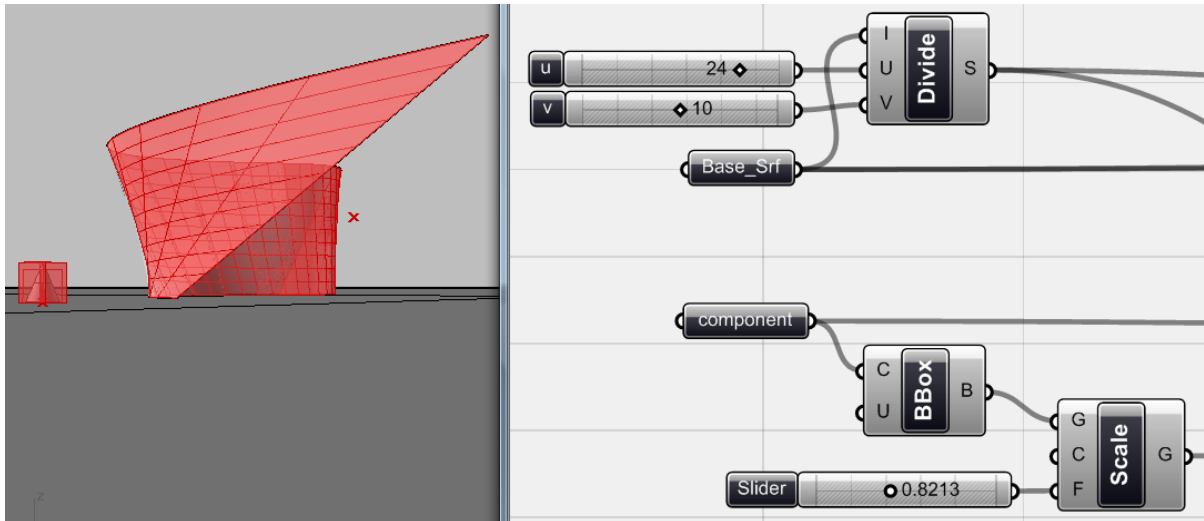 I
u
24
U
Divide
S
v
10
V
Base_Srf
component
C
BBox
B
U
G
C
Scale
G
Slider
0.8213
F
z